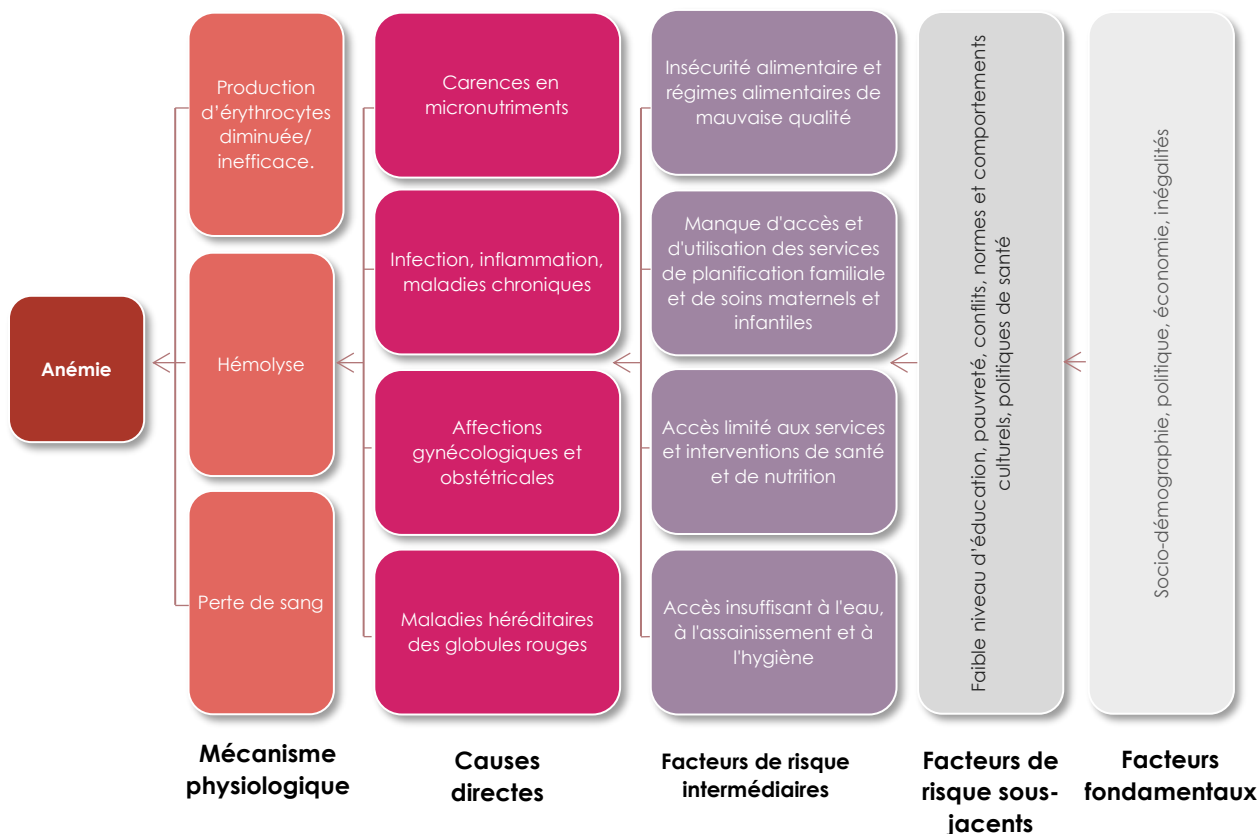 Anémie
Production
d'érythrocytes
diminuée/
inefficace.
Hémolyse
Perte de sang
Mécanisme
physiologique
Carences en
micronutriments
Infection, inflammation,
maladies chroniques
Affections
gynécologiques et
obstétricales
Maladies héréditaires
des globules rouges
Causes
directes
Insécurité alimentaire et
régimes alimentaires de
mauvaise qualité
Manque d'accès et
d'utilisation des services
de planification familiale
et de soins maternels et
infantiles
Accès limité aux services
et interventions de santé
et de nutrition
Accès insuffisant à l'eau,
à l'assainissement et à
l'hygiène
Facteurs de risque
intermédiaires
Faible niveau d'éducation, pauvreté, conflits, normes et comportements
culturels, politiques de santé
Facteurs de
risque sous-
jacents
Socio-démographie, politique, économie, inégalités
Facteurs
fondamentaux